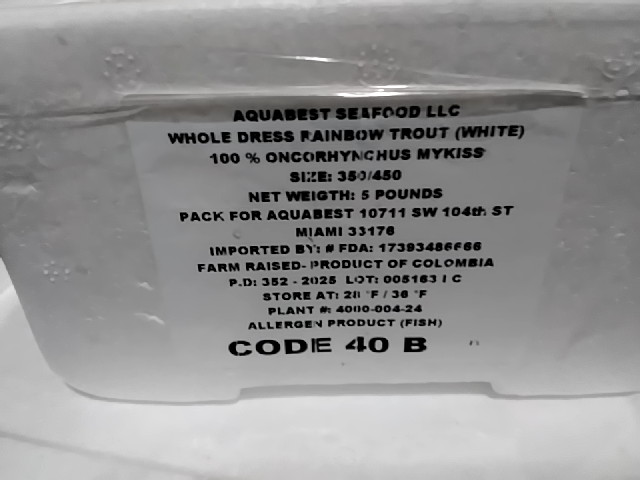 AQUABEST SEAFOOD LLC
WHOLE DRESS RAINBOW TROUT (WHITE)
100 % ONCORHYNCHUS MYKISS
SIZE: 350/450
NET WEIGTH: 5 POUNDS
PACK FOR AQUABEST 10711 SW 104th ST
MIAMI 33176
IMPORTED BY: # FDA: 17393486666
FARM RAISED- PRODUCT OF COLOMBIA
P.D: 352 - 2025 LOT: 005163 I C
STORE AT: 28 °F / 36 °F
PLANT #: 4000-004-24
ALLERGEN PRODUCT (FISH)
CODE 40 B